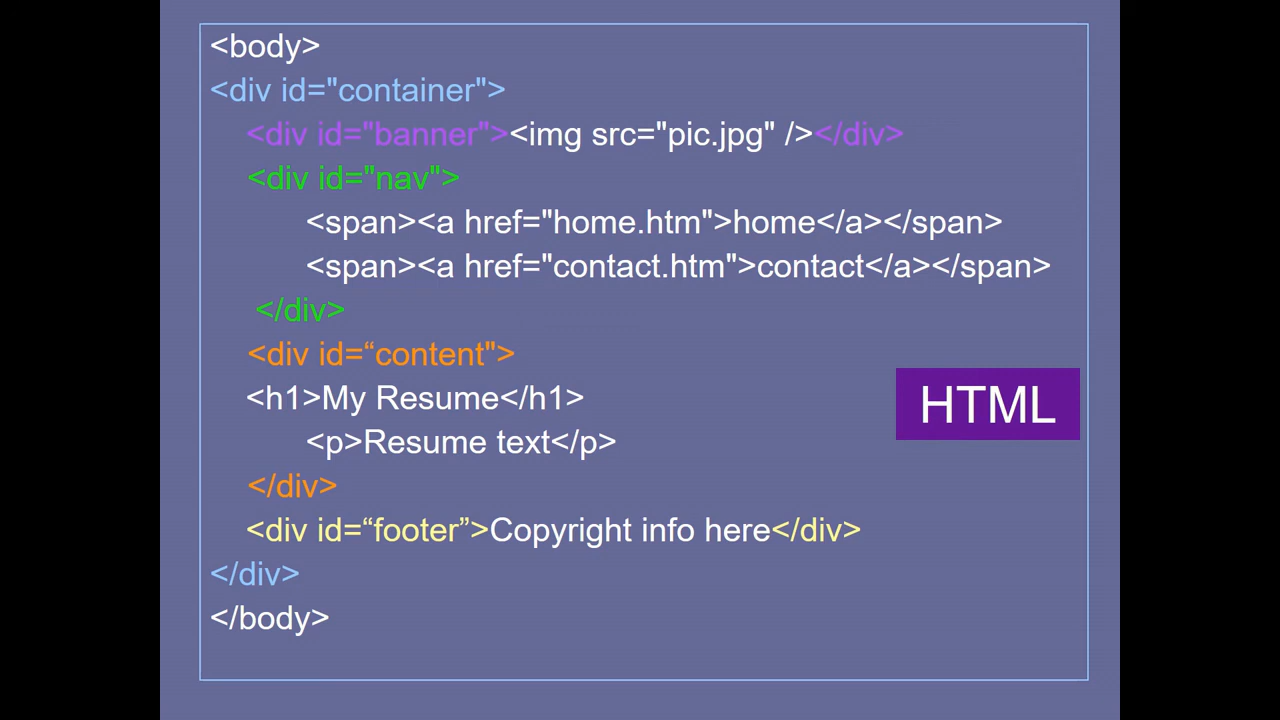 <body>
<div id="container">
<div id="banner"><img src="pic.jpg" /></div>
<div id="nav">
<span><a href="home.htm">home</a></span>
<span><a href="contact.htm">contact</a></span>
</div>
<div id=“content">
<h1>My Resume</h1>
HTML
<p>Resume text</p>
</div>
<div id=“footer”>Copyright info here</div>
</div>
</body>